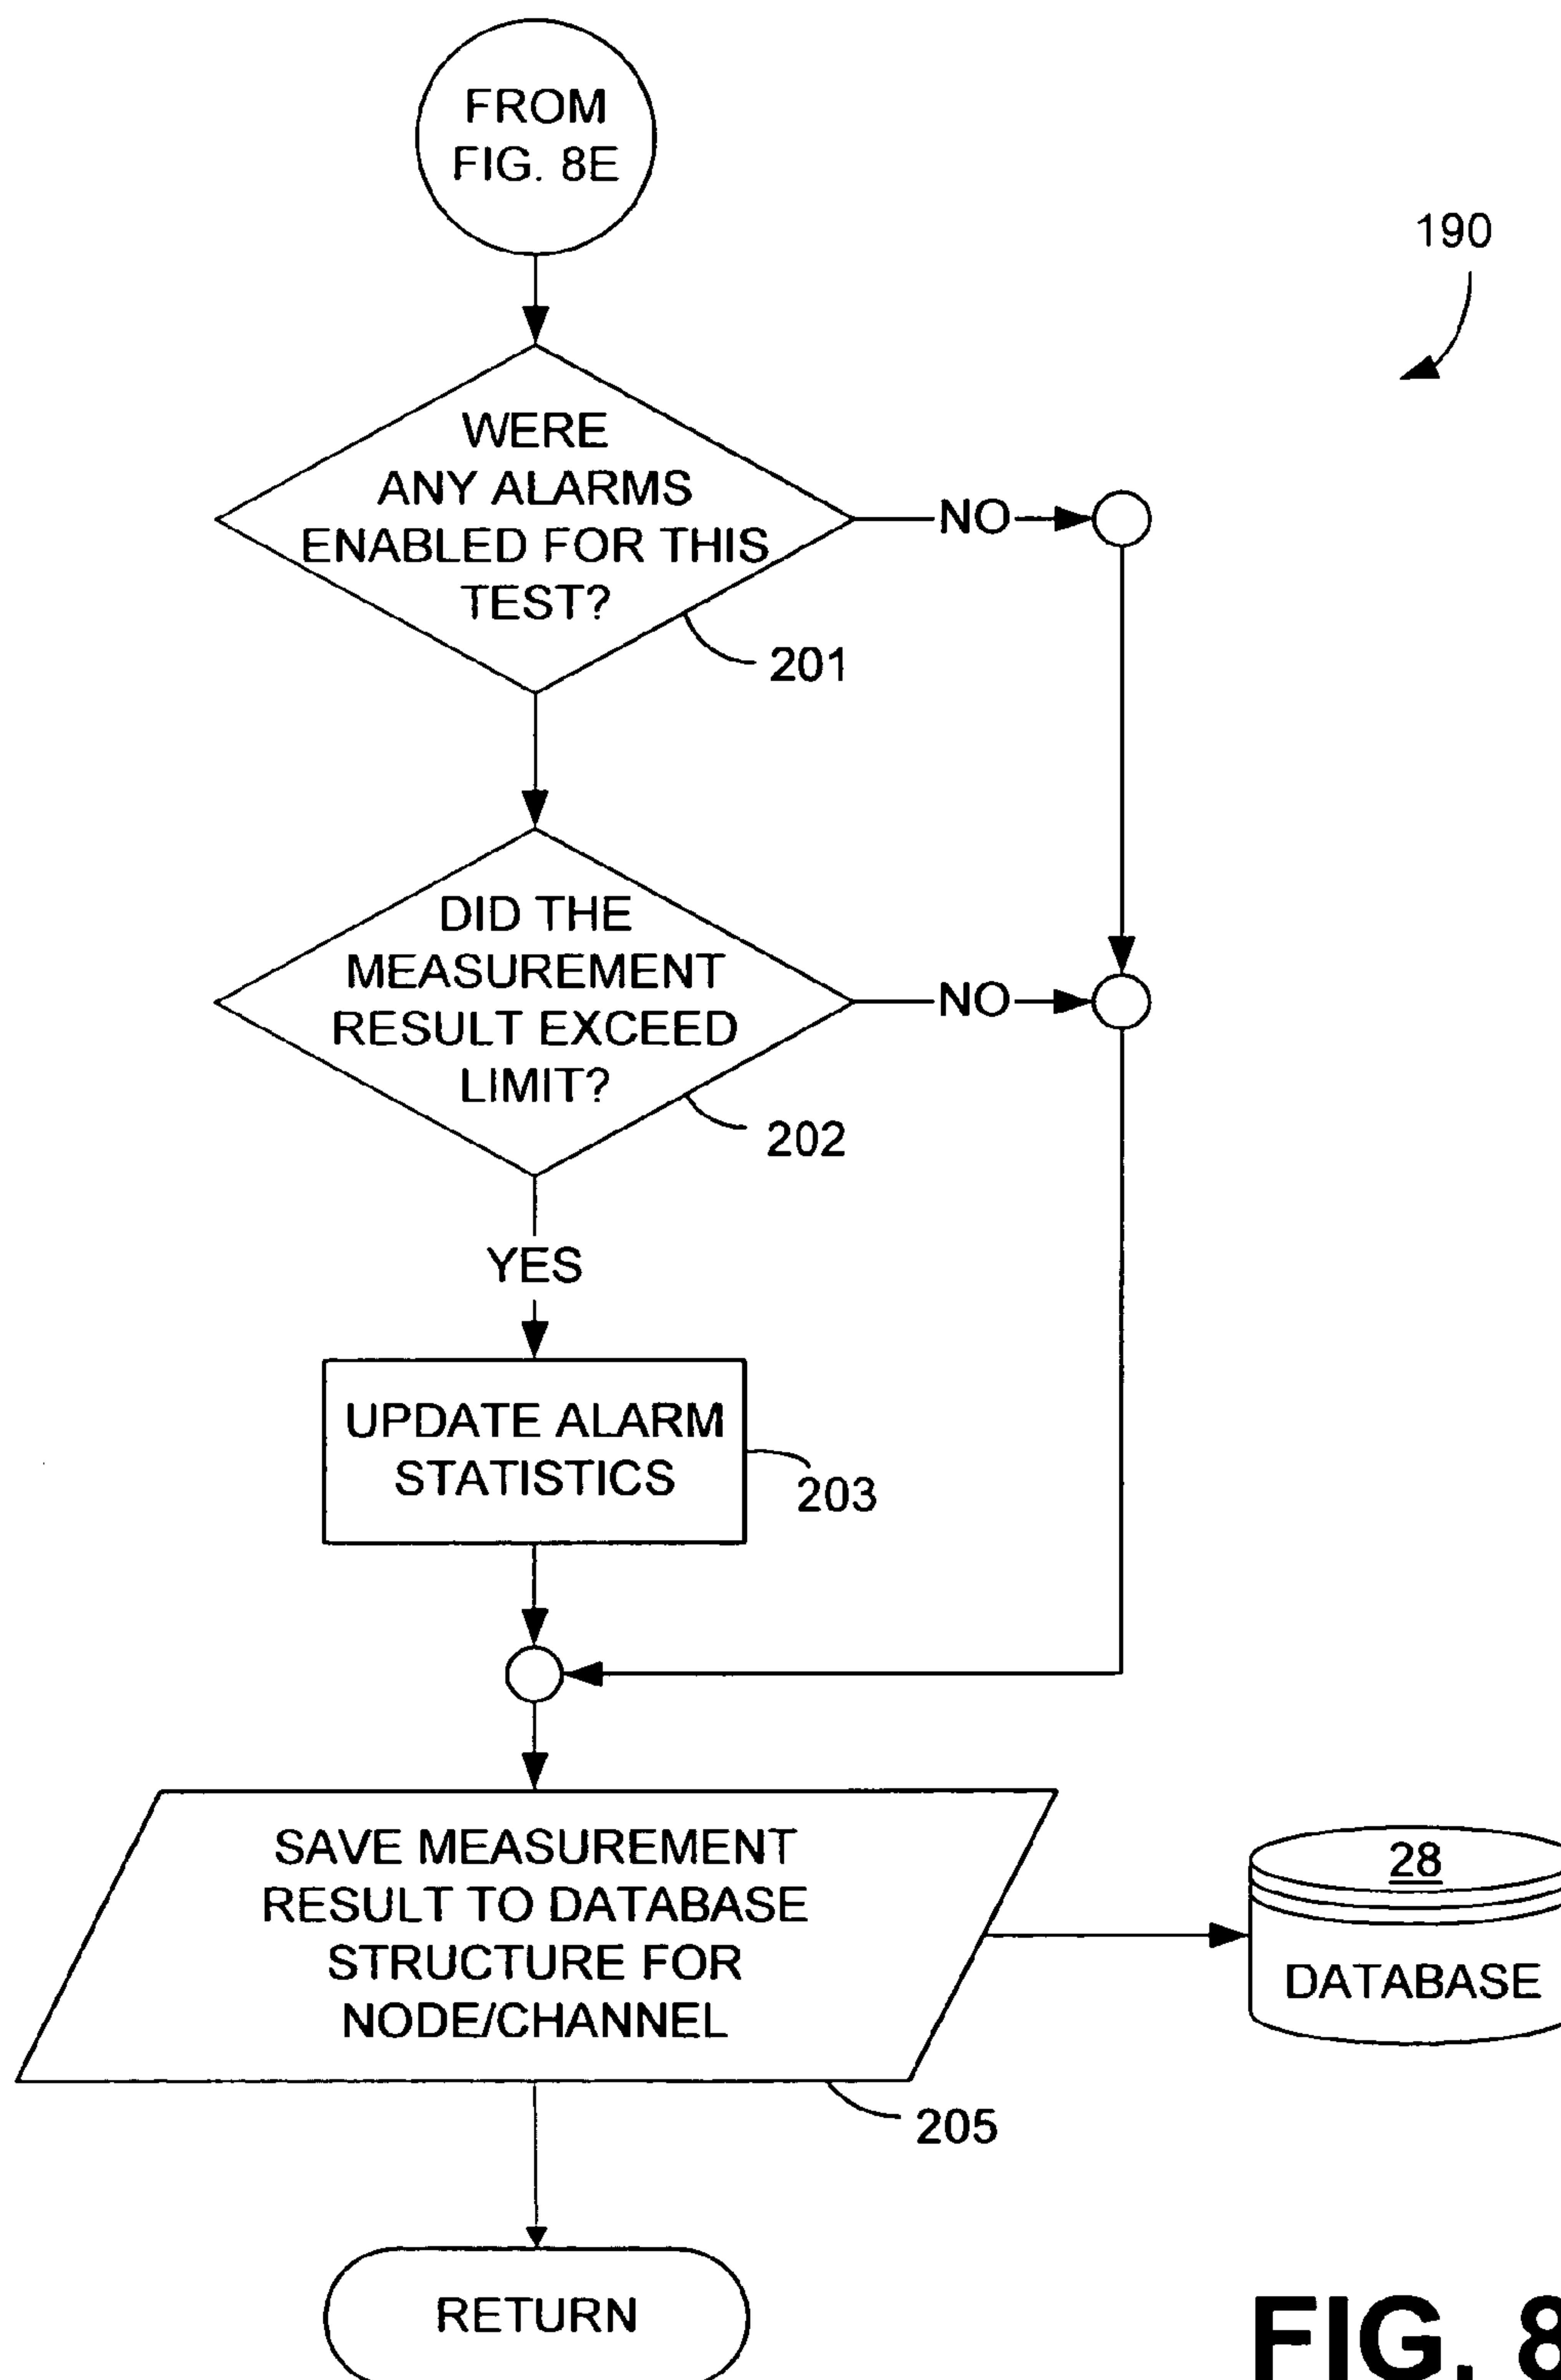 FROM
FIG. 8E
190
WERE
ANY ALARMS
ENABLED FOR THIS
TEST?
NO
201
DID THE
MEASUREMENT
RESULT EXCEED
LIMIT?
NO
202
YES
UPDATE ALARM
STATISTICS
203
SAVE MEASUREMENT
RESULT TO DATABASE
STRUCTURE FOR
NODE/CHANNEL
28
DATABASE
205
RETURN
FIG. 8